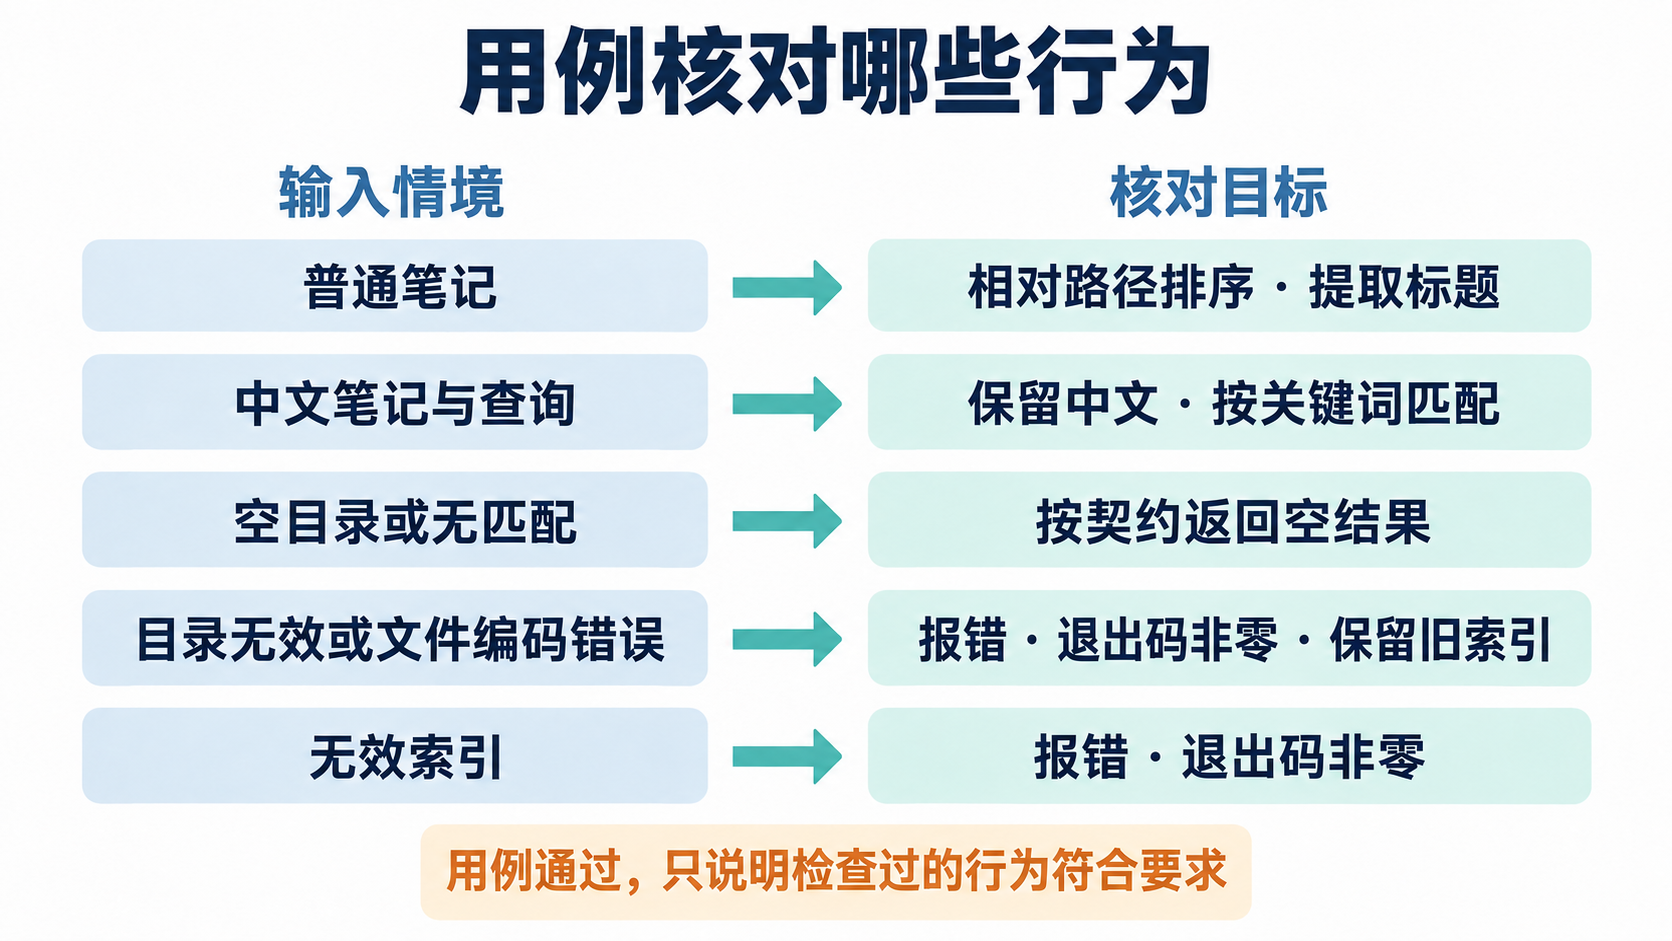 用例核对哪些行为
输入情境
核对目标
普通笔记
相对路径排序 · 提取标题
中文笔记与查询
保留中文 · 按关键词匹配
空目录或无匹配
按契约返回空结果
目录无效或文件编码错误
报错 · 退出码非零 · 保留旧索引
无效索引
报错 · 退出码非零
用例通过，只说明检查过的行为符合要求